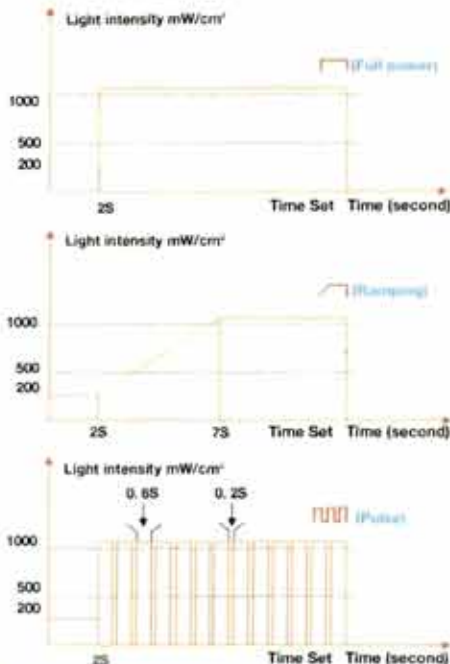 Light intensity mW/cm²
(Full power)
1000
500
200
2S Time Set Time (second)
Light intensity mW/cm²
(Ramping)
1000
500
200
2S 7S Time Set Time (second)
Light intensity mW/cm²
0. 6S 0. 2S
(Pulse)
1000
500
200
2S Time Set Time (second)